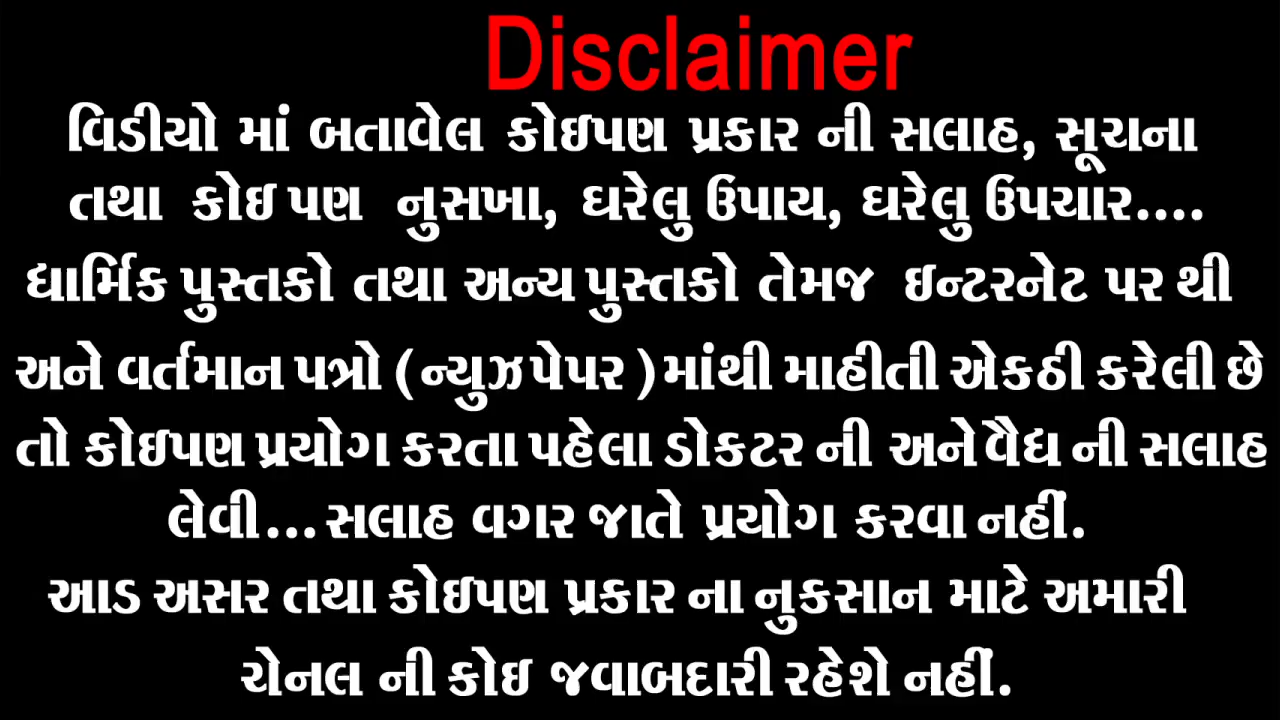 Disclaimer
વિડીયો માં બતાવેલ કોઇપણ પ્રકાર ની સલાહ, સૂચના
તથા કોઇ પણ નુસખા, ઘરેલુ ઉપાય, ઘરેલુ ઉપચાર....
ધાર્મિક પુસ્તકો તથા અન્ય પુસ્તકો તેમજ ઇન્ટરનેટ પર થી
અને વર્તમાન પત્રો ( ન્યુઝપેપર ) માંથી માહીતી એકઠી કરેલી છે
તો કોઇપણ પ્રયોગ કરતા પહેલા ડોકટર ની અને વૈદ્ય ની સલાહ
લેવી... સલાહ વગર જાતે પ્રયોગ કરવા નહીં.
આડ અસર તથા કોઇપણ પ્રકાર ના નુકસાન માટે અમારી
ચેનલ ની કોઇ જવાબદારી રહેશે નહીં.